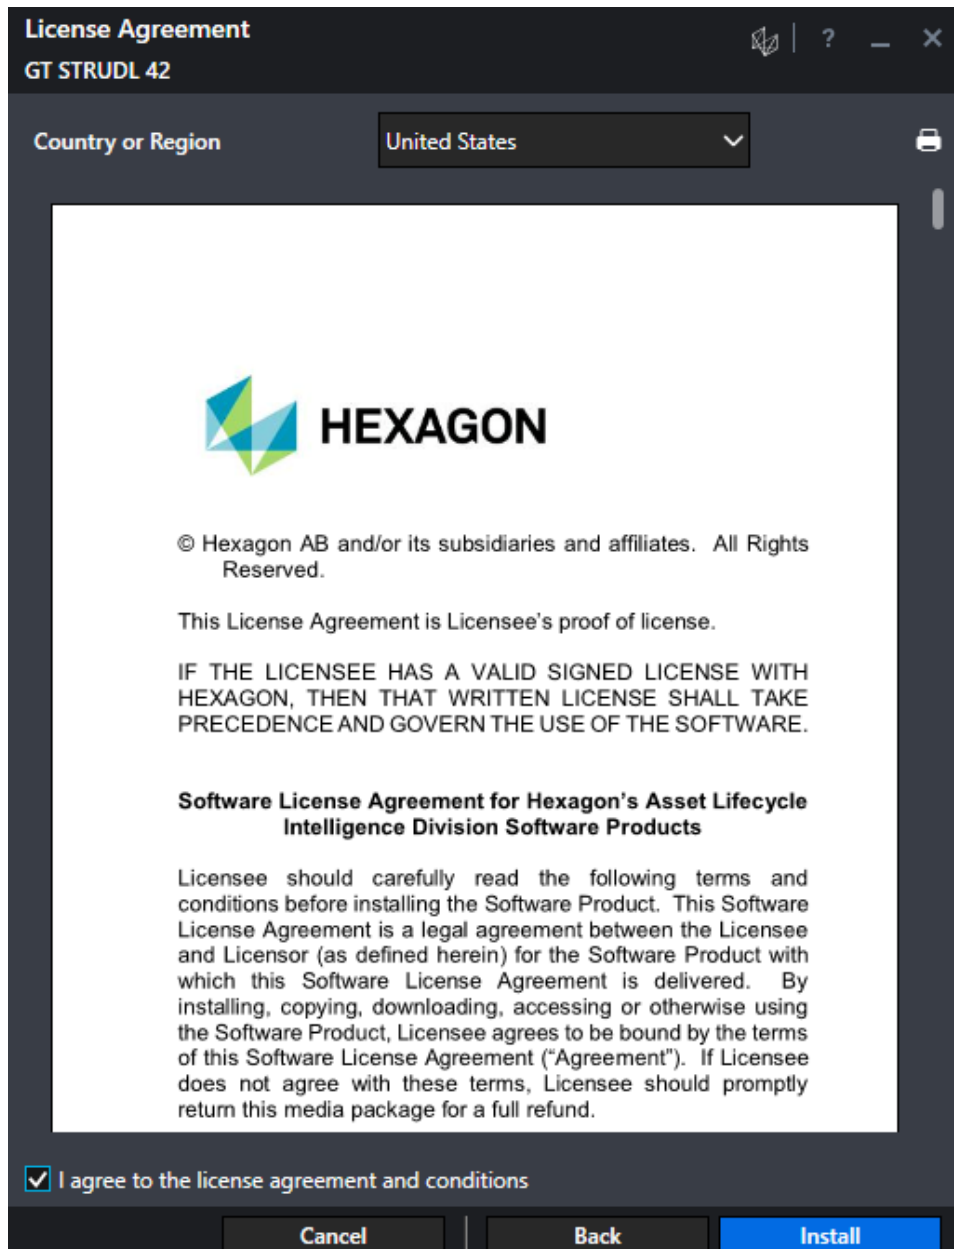 License Agreement
GT STRUDL 42
?
Country or Region
United States
HEXAGON
© Hexagon AB and/or its subsidiaries and affiliates. All Rights
Reserved.
This License Agreement is Licensee's proof of license.
IF THE LICENSEE HAS A VALID SIGNED LICENSE WITH
HEXAGON, THEN THAT WRITTEN LICENSE SHALL TAKE
PRECEDENCE AND GOVERN THE USE OF THE SOFTWARE.
Software License Agreement for Hexagon's Asset Lifecycle
Intelligence Division Software Products
Licensee should carefully read the following terms and
conditions before installing the Software Product. This Software
License Agreement is a legal agreement between the Licensee
and Licensor (as defined herein) for the Software Product with
which this Software License Agreement is delivered. By
installing, copying, downloading, accessing or otherwise using
the Software Product, Licensee agrees to be bound by the terms
of this Software License Agreement (“Agreement”). If Licensee
does not agree with these terms, Licensee should promptly
return this media package for a full refund.
I agree to the license agreement and conditions
Cancel
Back
Install